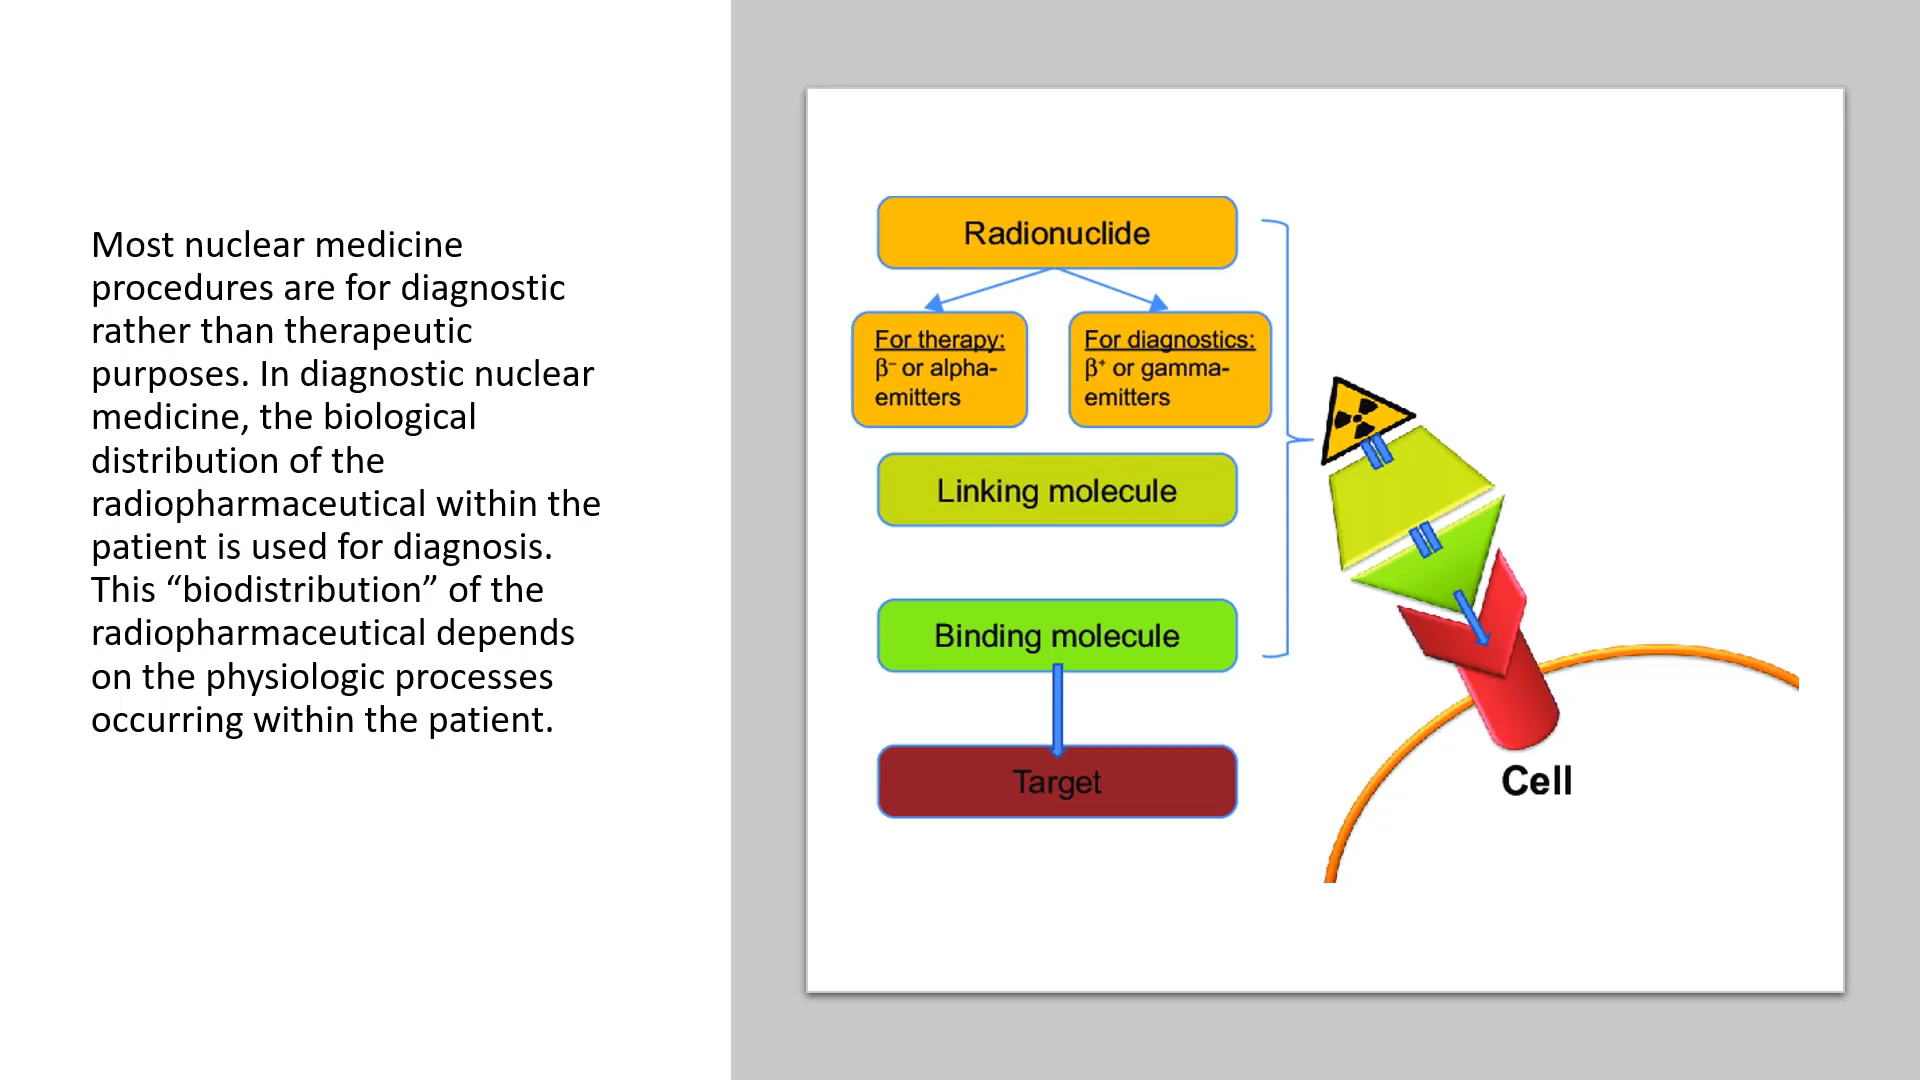 Most nuclear medicine
procedures are for diagnostic
rather than therapeutic
purposes. In diagnostic nuclear
medicine, the biological
distribution of the
radiopharmaceutical within the
patient is used for diagnosis.
This “biodistribution” of the
radiopharmaceutical depends
on the physiologic processes
occurring within the patient.
Radionuclide
For therapy:
β⁻ or alpha-
emitters
For diagnostics:
β⁺ or gamma-
emitters
Linking molecule
Binding molecule
Target
Cell